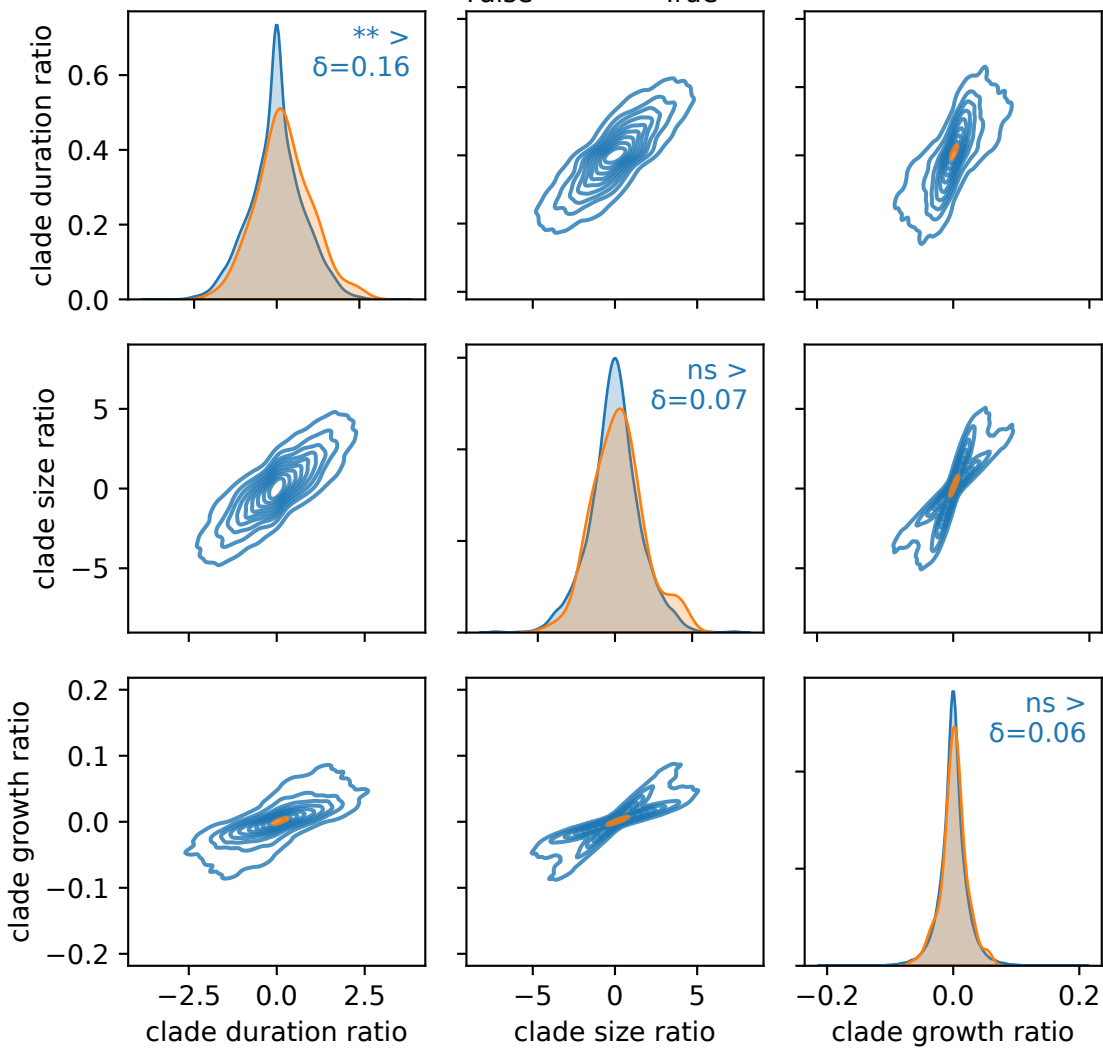 False True
clade duration ratio
0.6
0.4
0.2
0.0
** >
δ=0.16
clade size ratio
5
0
−5
ns >
δ=0.07
clade growth ratio
0.2
0.1
0.0
−0.1
−0.2
ns >
δ=0.06
−2.5 0.0 2.5
−5 0 5
−0.2 0.0 0.2
clade duration ratio
clade size ratio
clade growth ratio